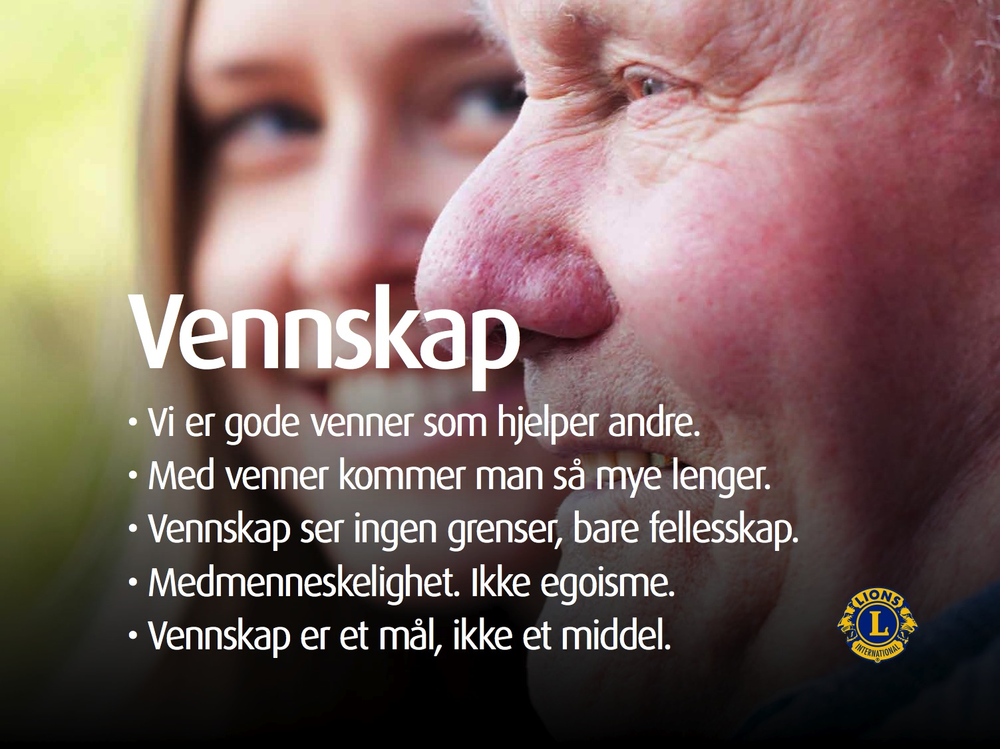 Vennskap
• Vi er gode venner som hjelper andre.
• Med venner kommer man så mye lenger.
• Vennskap ser ingen grenser, bare fellesskap.
• Medmenneskelighet. Ikke egoisme.
• Vennskap er et mål, ikke et middel.
LIONS
L
INTERNATIONAL
®